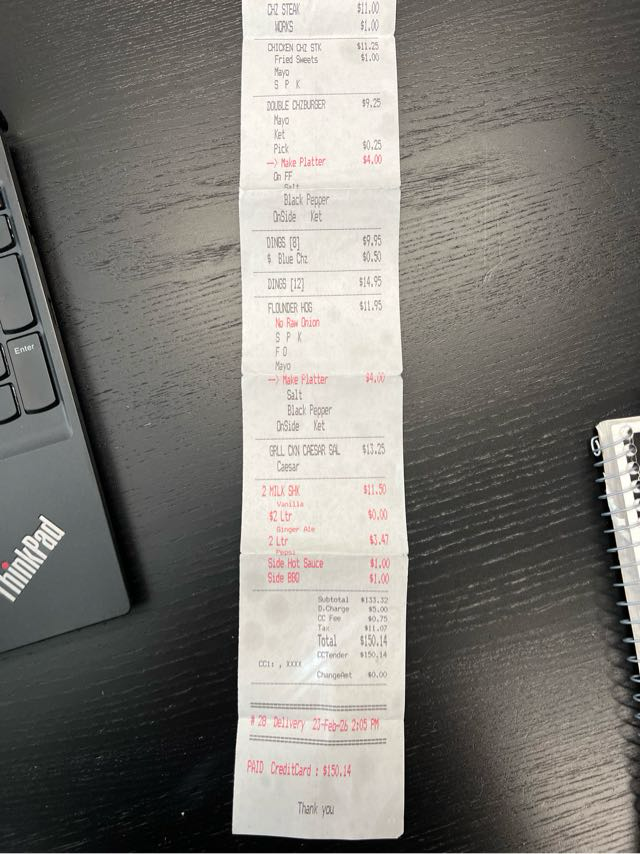 CHZ STEAK $11.00
WORKS $1.00
CHICKEN CHZ STK $11.25
Fried Sweets $1.00
Mayo
S P K
DOUBLE CHZBURGER $9.25
Mayo
Ket
Pick $0.25
—> Make Platter $4.00
On FF
Salt
Black Pepper
OnSide Ket
DINGS [8] $9.95
$ Blue Chz $0.50
DINGS [12] $14.95
FLOUNDER HOG $11.95
No Raw Onion
S P K
F O
Mayo
—> Make Platter $4.00
Salt
Black Pepper
OnSide Ket
GRLL CKN CAESAR SAL $13.25
Caesar
2 MILK SHK $11.50
Vanilla
$2 Ltr $0.00
Ginger Ale
2 Ltr $3.47
Pepsi
Side Hot Sauce $1.00
Side BBQ $1.00
Subtotal $133.32
D.Charge $5.00
CC Fee $0.75
Tax $11.07
Total $150.14
CCTender $150.14
CC1: , XXXX
ChangeAmt $0.00
# 28 Delivery 23-Feb-26 2:05 PM
PAID CreditCard : $150.14
Thank you
Enter
ThinkPad